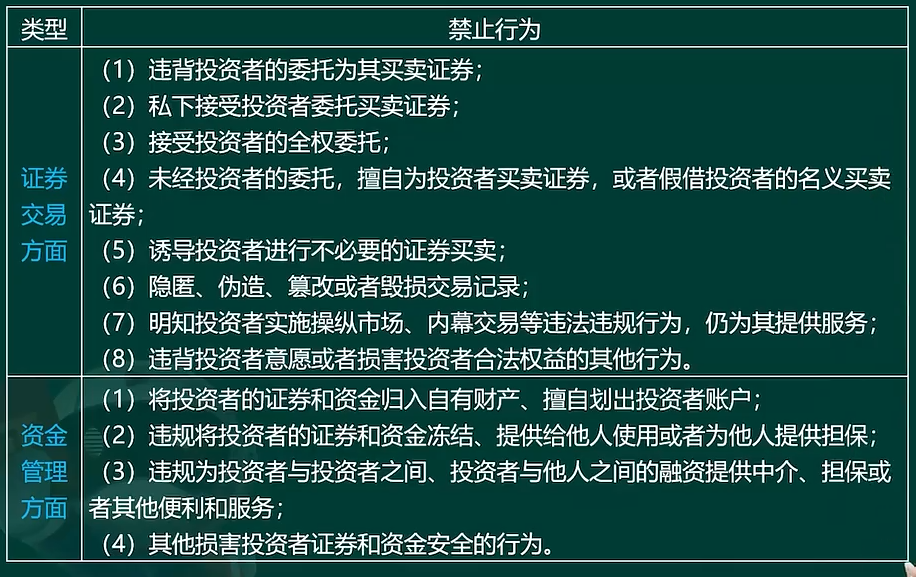 类型
禁止行为
证券
交易
方面
（1）违背投资者的委托为其买卖证券；
（2）私下接受投资者委托买卖证券；
（3）接受投资者的全权委托；
（4）未经投资者的委托，擅自为投资者买卖证券，或者假借投资者的名义买卖
证券；
（5）诱导投资者进行不必要的证券买卖；
（6）隐匿、伪造、篡改或者毁损交易记录；
（7）明知投资者实施操纵市场、内幕交易等违法违规行为，仍为其提供服务；
（8）违背投资者意愿或者损害投资者合法权益的其他行为。
资金
管理
方面
（1）将投资者的证券和资金归入自有财产、擅自划出投资者账户；
（2）违规将投资者的证券和资金冻结、提供给他人使用或者为他人提供担保；
（3）违规为投资者与投资者之间、投资者与他人之间的融资提供中介、担保或
者其他便利和服务；
（4）其他损害投资者证券和资金安全的行为。